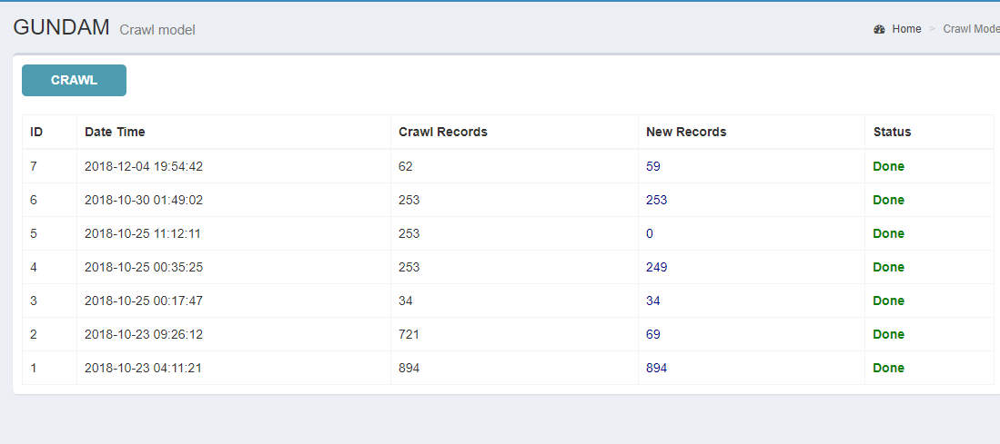 GUNDAM Crawl model
Home > Crawl Mode
CRAWL
ID Date Time Crawl Records New Records Status
7 2018-12-04 19:54:42 62 59 Done
6 2018-10-30 01:49:02 253 253 Done
5 2018-10-25 11:12:11 253 0 Done
4 2018-10-25 00:35:25 253 249 Done
3 2018-10-25 00:17:47 34 34 Done
2 2018-10-23 09:26:12 721 69 Done
1 2018-10-23 04:11:21 894 894 Done